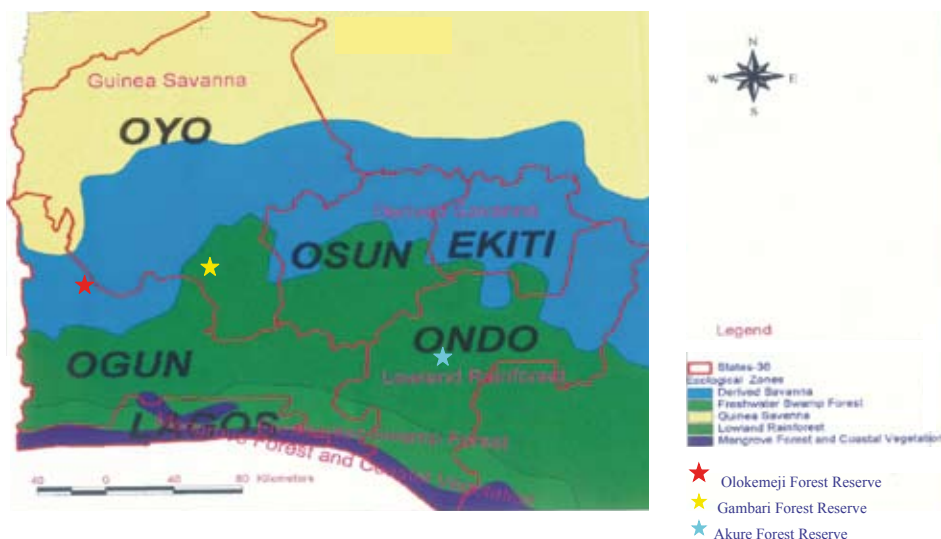 N
W E
S
Guinea Savanna
OYO
Derived Savanna
OSUN
EKITI
ONDO
OGUN
Lowland Rainforest
LAGOS
Swamp Forest
Forest and
40 0 40 80 Kilometers
Legend
States-36
Ecological Zones
Derived Savanna
Freshwater Swamp Forest
Guinea Savanna
Lowland Rainforest
Mangrove Forest and Coastal Vegetation
Olokemeji Forest Reserve
Gambari Forest Reserve
Akure Forest Reserve